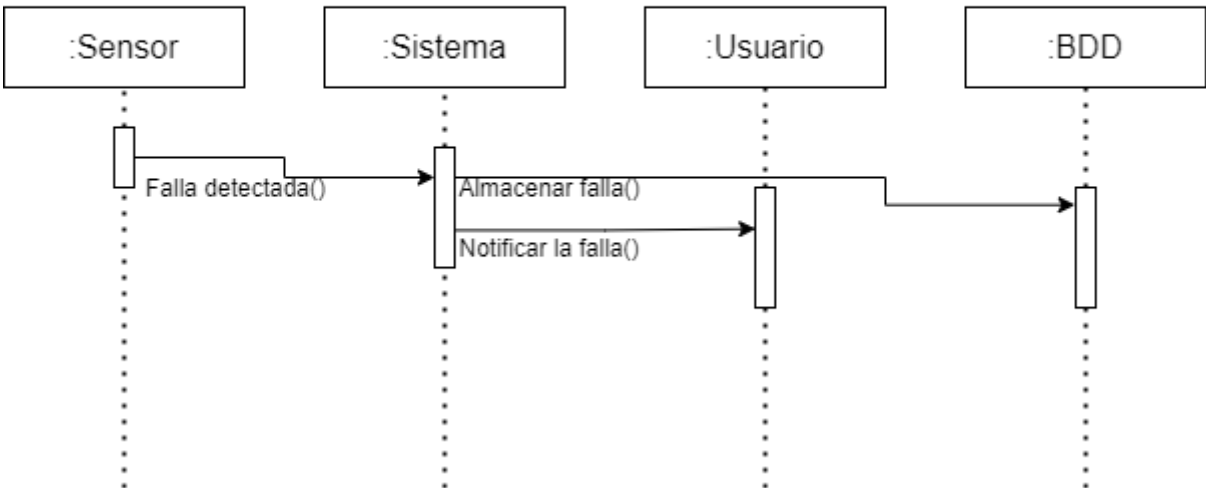 :Sensor
:Sistema
:Usuario
:BDD
Falla detectada()
Almacenar falla()
Notificar la falla()